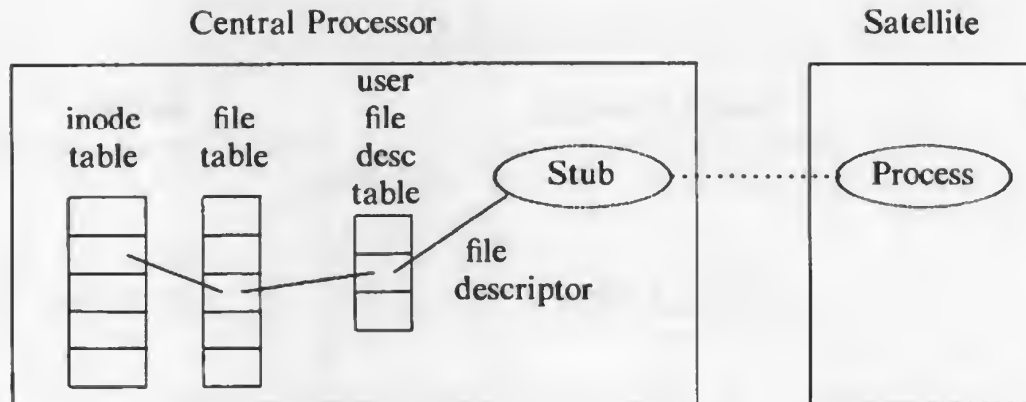 Central Processor
Satellite
inode
table
file
table
user
file
desc
table
Stub
Process
file
descriptor